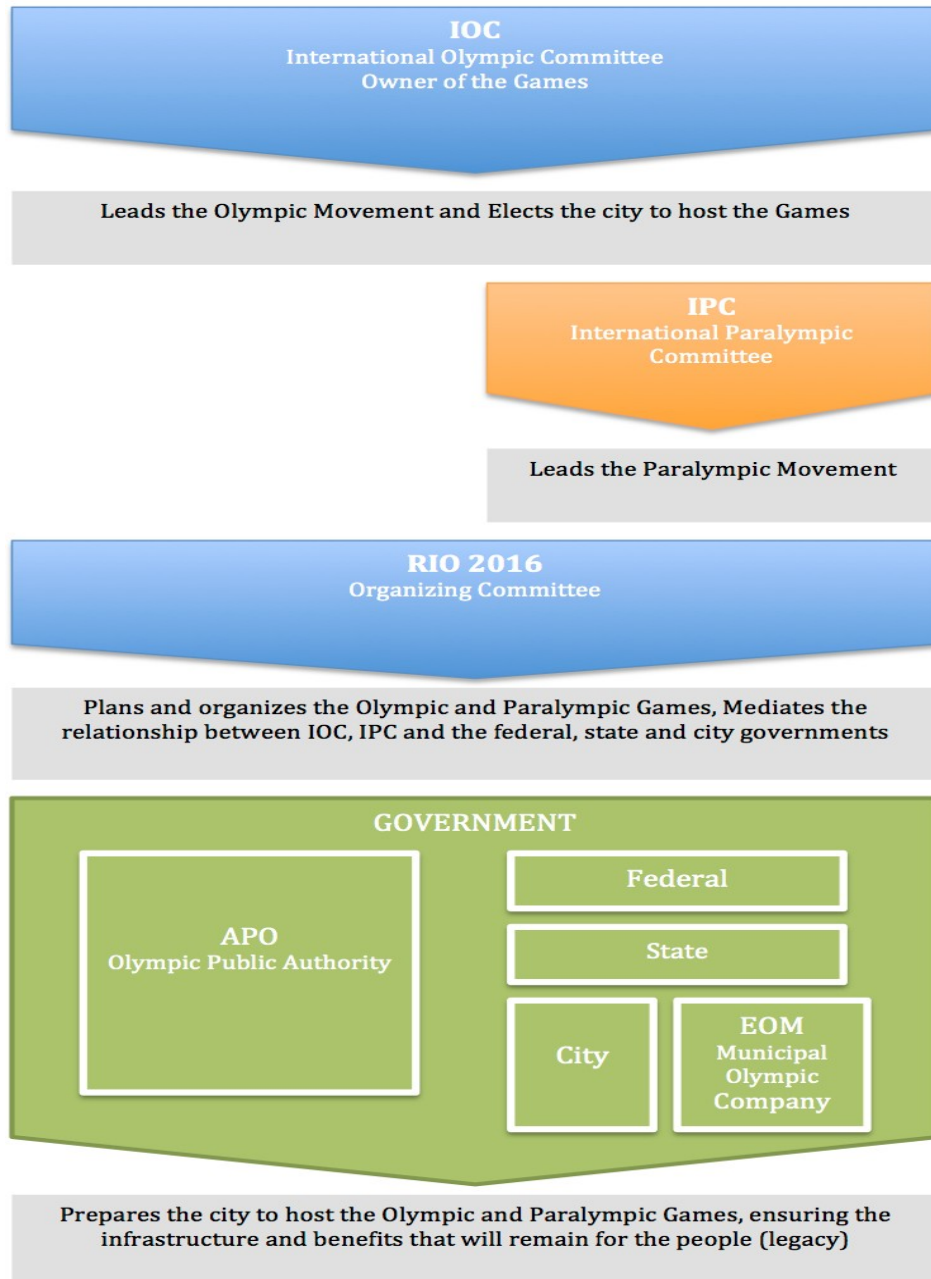 IOC
International Olympic Committee
Owner of the Games
Leads the Olympic Movement and Elects the city to host the Games
IPC
International Paralympic
Committee
Leads the Paralympic Movement
RIO 2016
Organizing Committee
Plans and organizes the Olympic and Paralympic Games, Mediates the
relationship between IOC, IPC and the federal, state and city governments
GOVERNMENT
APO
Olympic Public Authority
Federal
State
City
EOM
Municipal
Olympic
Company
Prepares the city to host the Olympic and Paralympic Games, ensuring the
infrastructure and benefits that will remain for the people (legacy)